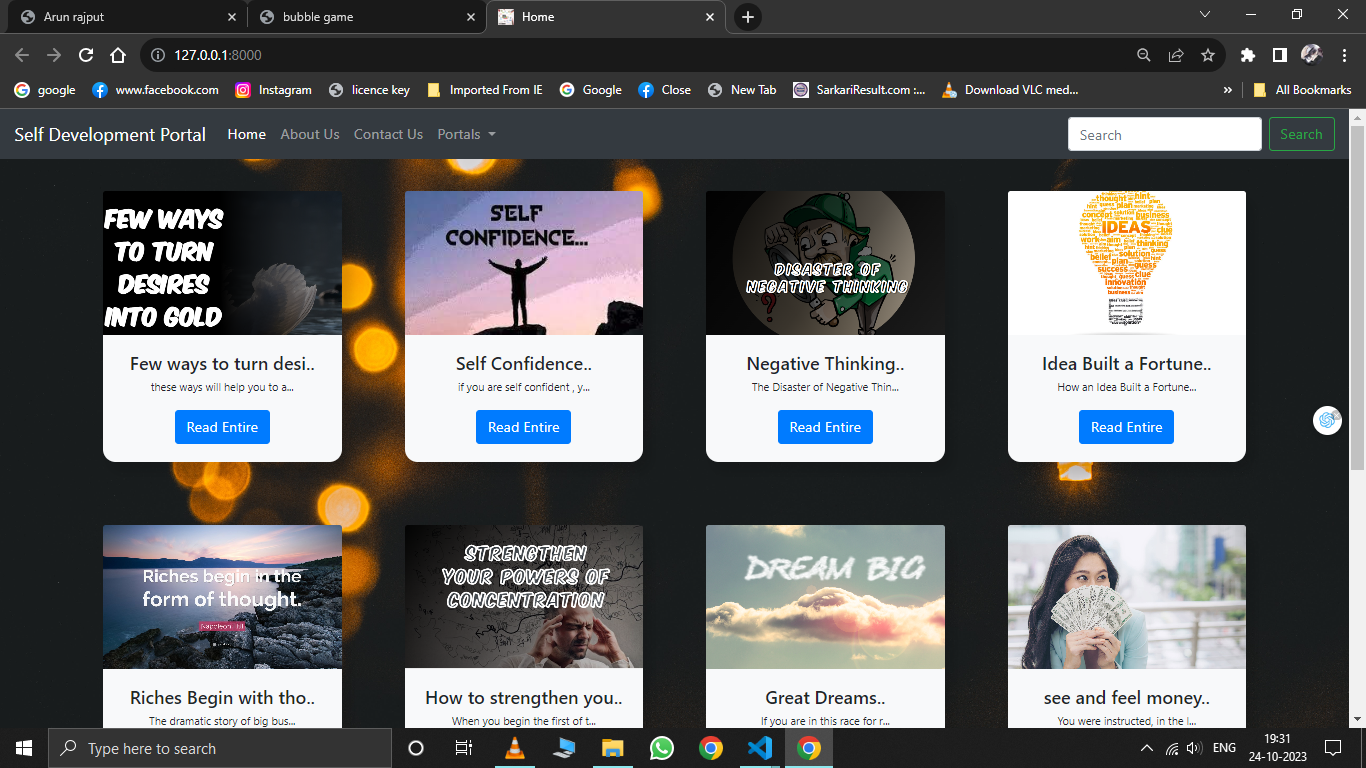 Arun rajput
bubble game
Home
127.0.0.1:8000
google
www.facebook.com
Instagram
licence key
Imported From IE
Google
Close
New Tab
SarkariResult.com :...
Download VLC med...
»
All Bookmarks
Self Development Portal
Home
About Us
Contact Us
Portals
Search
Search
FEW WAYS
TO TURN
DESIRES
INTO GOLD
SELF
CONFIDENCE...
DISASTER OF
NEGATIVE THINKING
IDEAS
Few ways to turn desi..
these ways will help you to a...
Read Entire
Self Confidence..
if you are self confident , y...
Read Entire
Negative Thinking..
The Disaster of Negative Thin...
Read Entire
Idea Built a Fortune..
How an Idea Built a Fortune...
Read Entire
Riches begin in the
form of thought.
Napoleon Hill
STRENGTHEN
YOUR POWERS OF
CONCENTRATION
DREAM BIG
Riches Begin with tho..
The dramatic story of big bus...
How to strengthen you..
When you begin the first of t...
Great Dreams..
If you are in this race for r...
see and feel money..
You were instructed, in the l...
Type here to search
ENG
19:31
24-10-2023